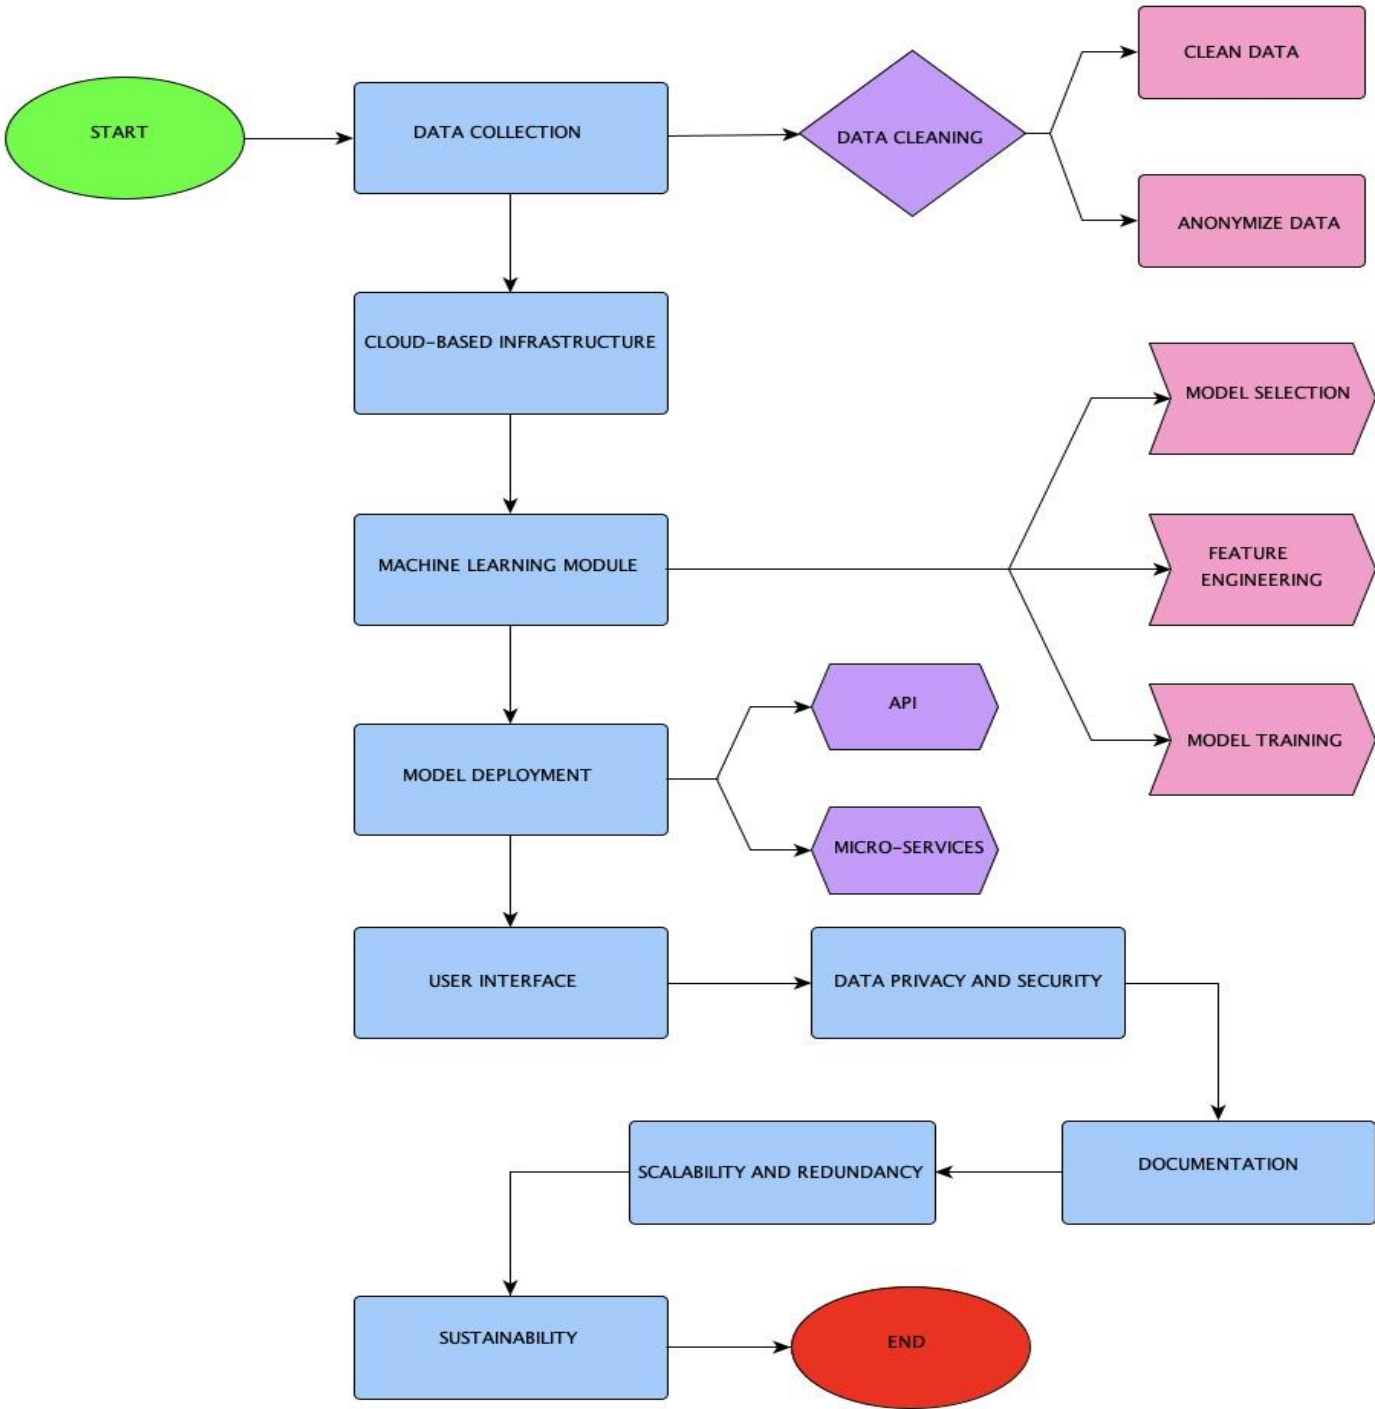 START
DATA COLLECTION
DATA CLEANING
CLEAN DATA
ANONYMIZE DATA
CLOUD-BASED INFRASTRUCTURE
MACHINE LEARNING MODULE
MODEL SELECTION
FEATURE
ENGINEERING
MODEL TRAINING
MODEL DEPLOYMENT
API
MICRO-SERVICES
USER INTERFACE
DATA PRIVACY AND SECURITY
DOCUMENTATION
SCALABILITY AND REDUNDANCY
SUSTAINABILITY
END